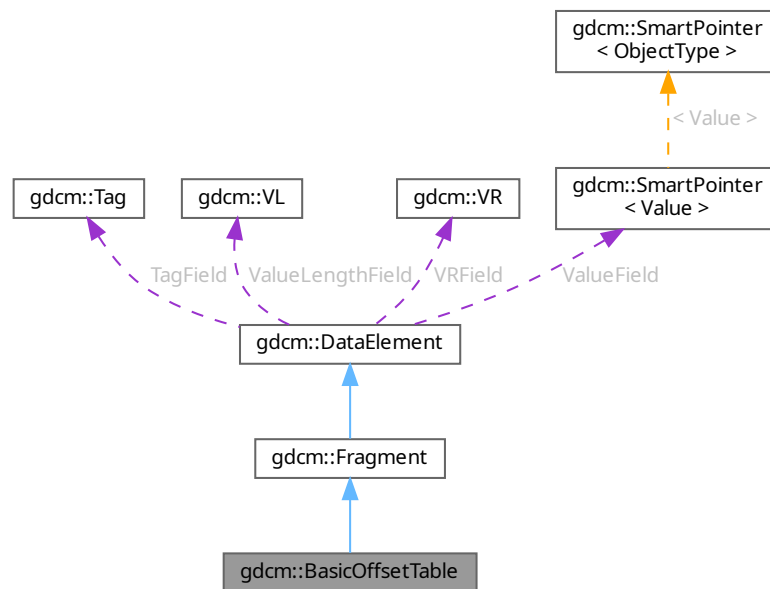 gdcm::SmartPointer
< ObjectType >
< Value >
gdcm::Tag
gdcm::VL
gdcm::VR
gdcm::SmartPointer
< Value >
TagField
ValueLengthField
VRField
ValueField
gdcm::DataElement
gdcm::Fragment
gdcm::BasicOffsetTable